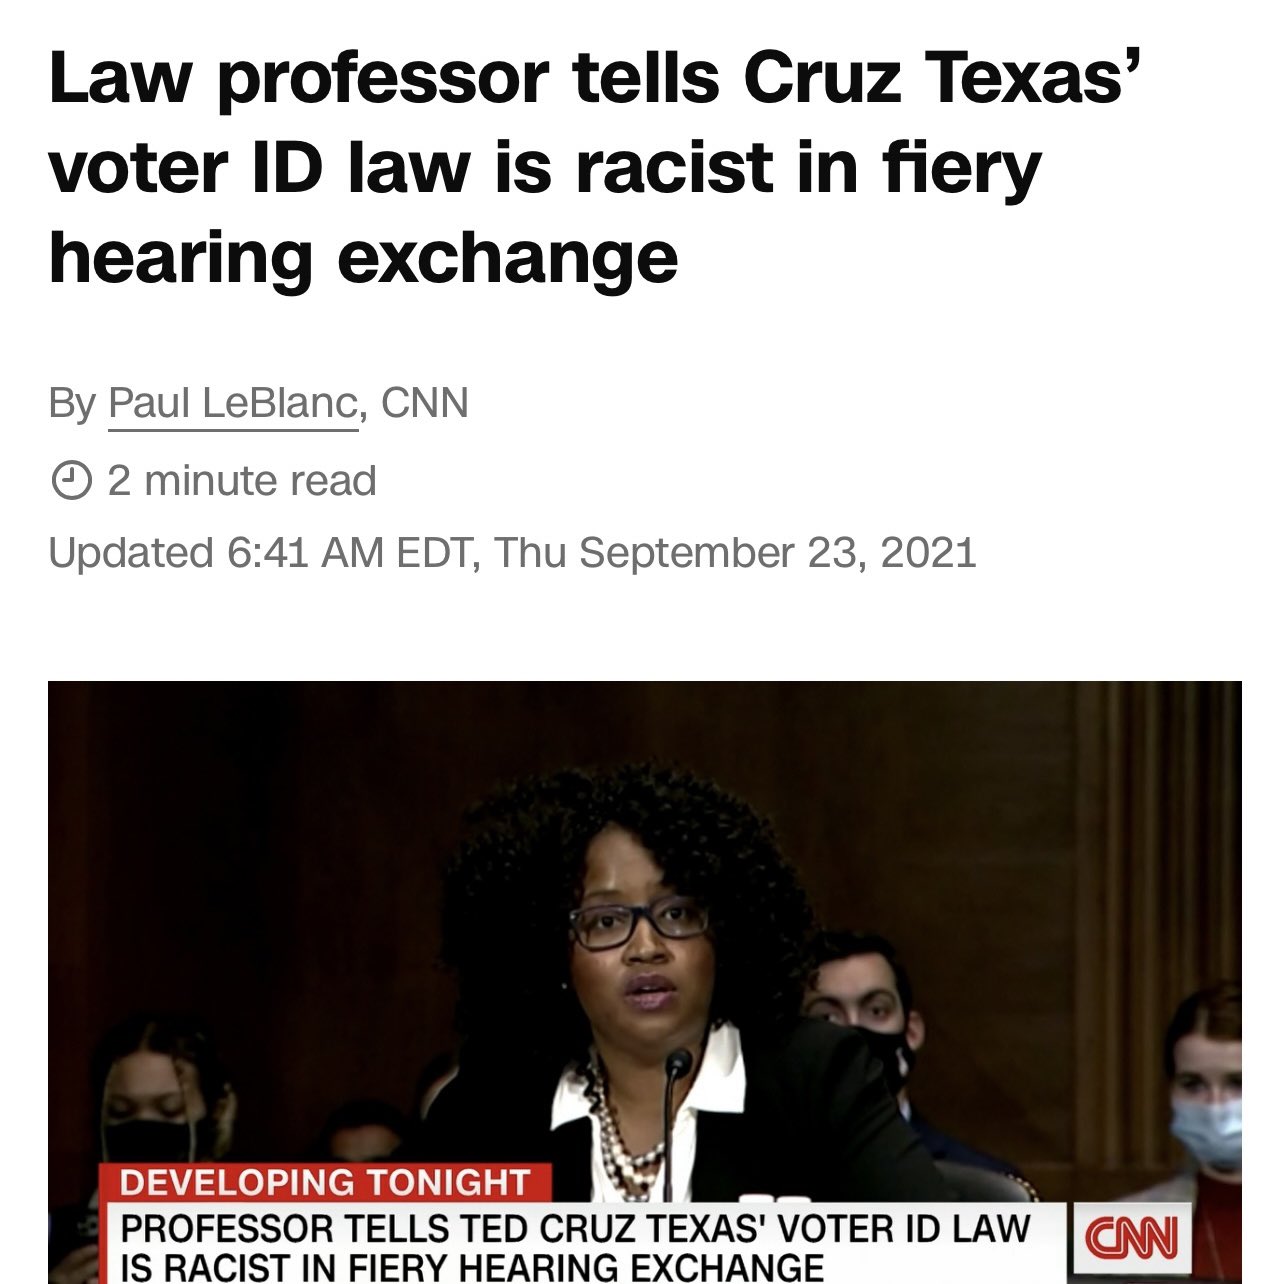 Law professor tells Cruz Texas’
voter ID law is racist in fiery
hearing exchange
By Paul LeBlanc, CNN
2 minute read
Updated 6:41 AM EDT, Thu September 23, 2021
DEVELOPING TONIGHT
PROFESSOR TELLS TED CRUZ TEXAS' VOTER ID LAW
IS RACIST IN FIERY HEARING EXCHANGE
CNN